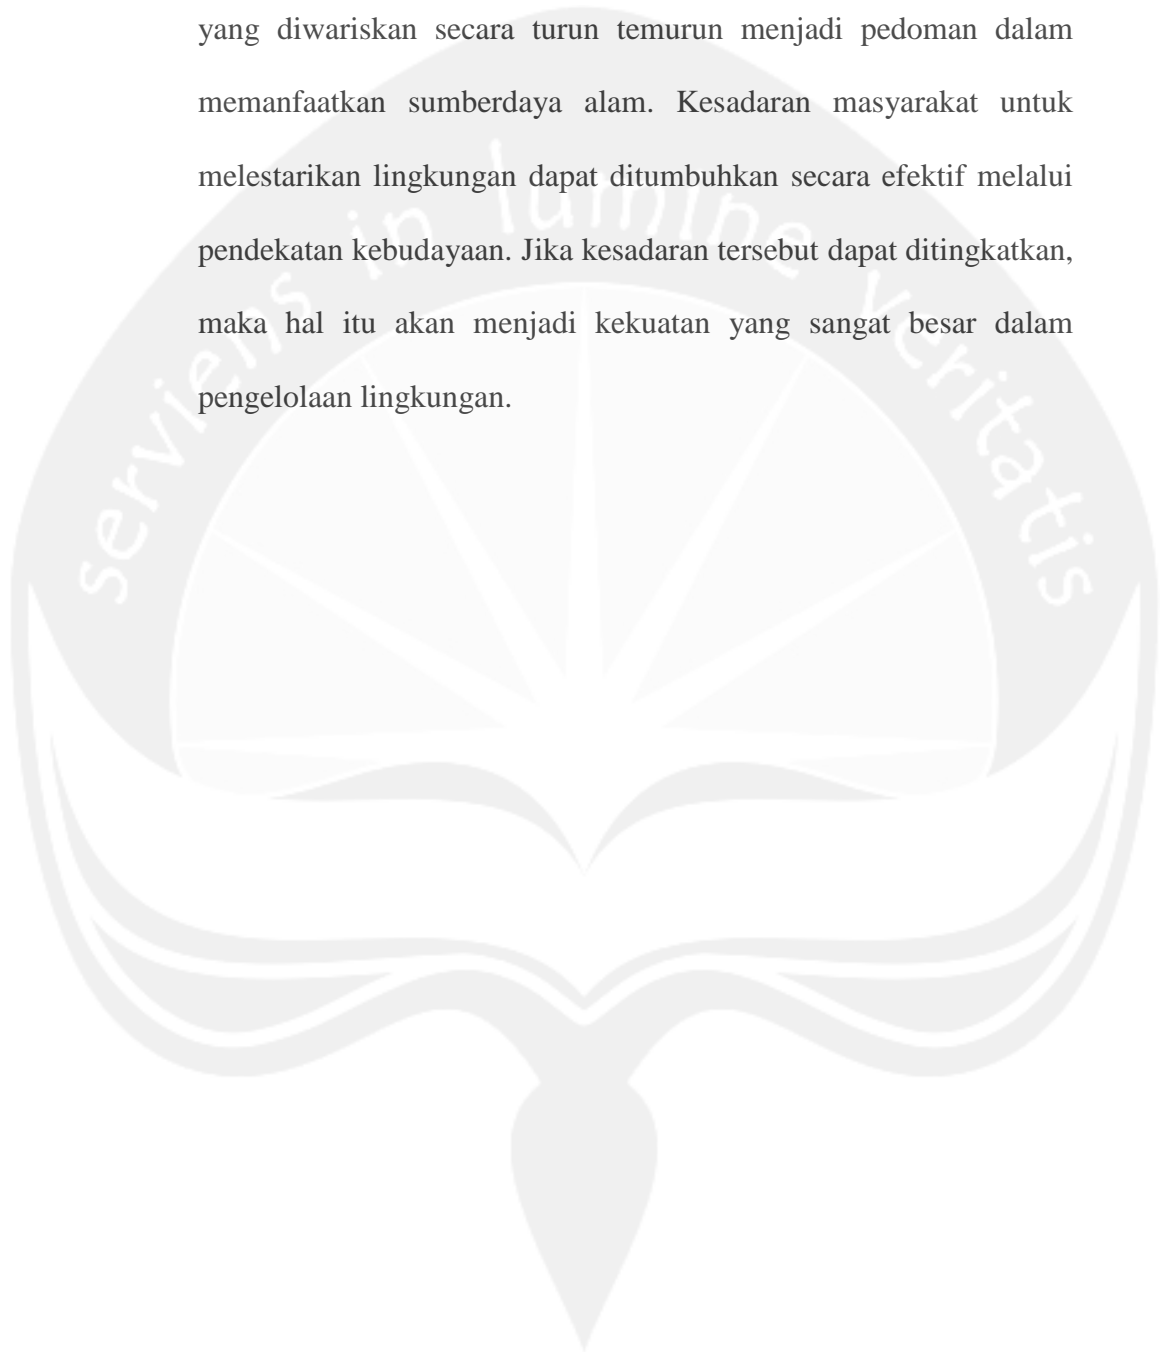 yang diwariskan secara turun temurun menjadi pedoman dalam
memanfaatkan sumberdaya alam. Kesadaran masyarakat untuk
melestarikan lingkungan dapat ditumbuhkan secara efektif melalui
pendekatan kebudayaan. Jika kesadaran tersebut dapat ditingkatkan,
maka hal itu akan menjadi kekuatan yang sangat besar dalam
pengelolaan lingkungan.
serviens in lumine veritatis